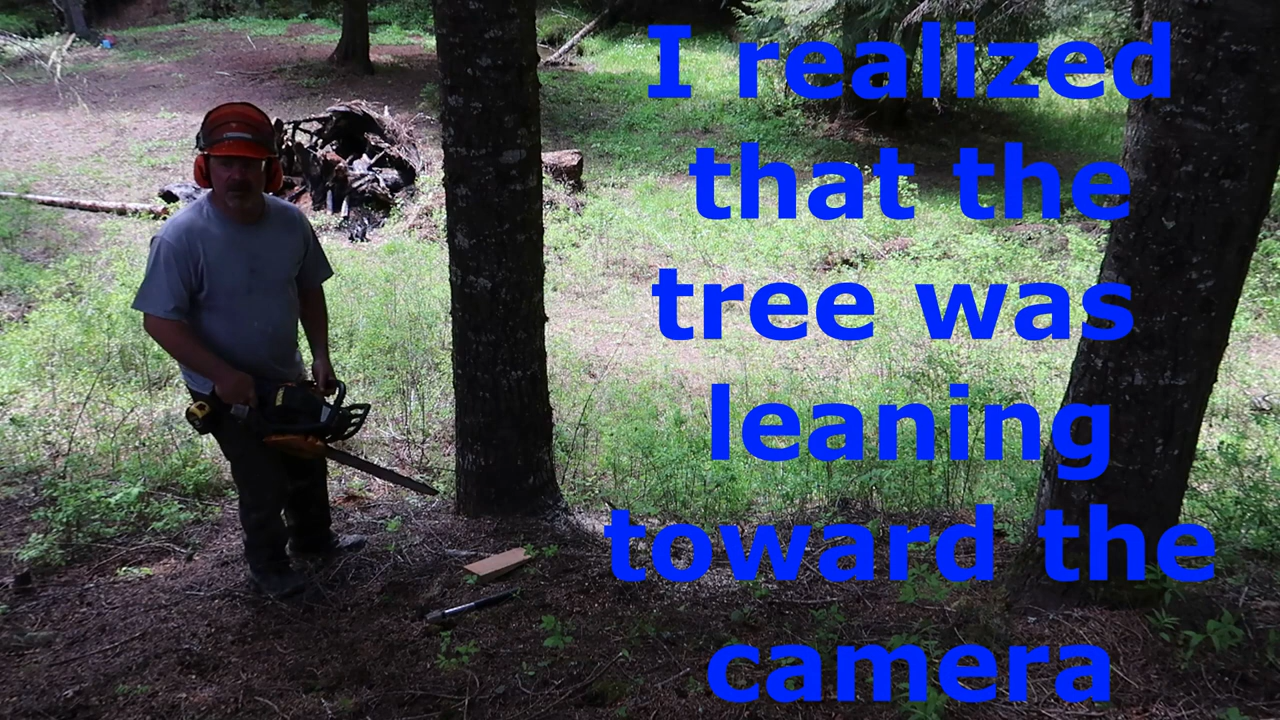 I realized
that the
tree was
leaning
toward the
camera